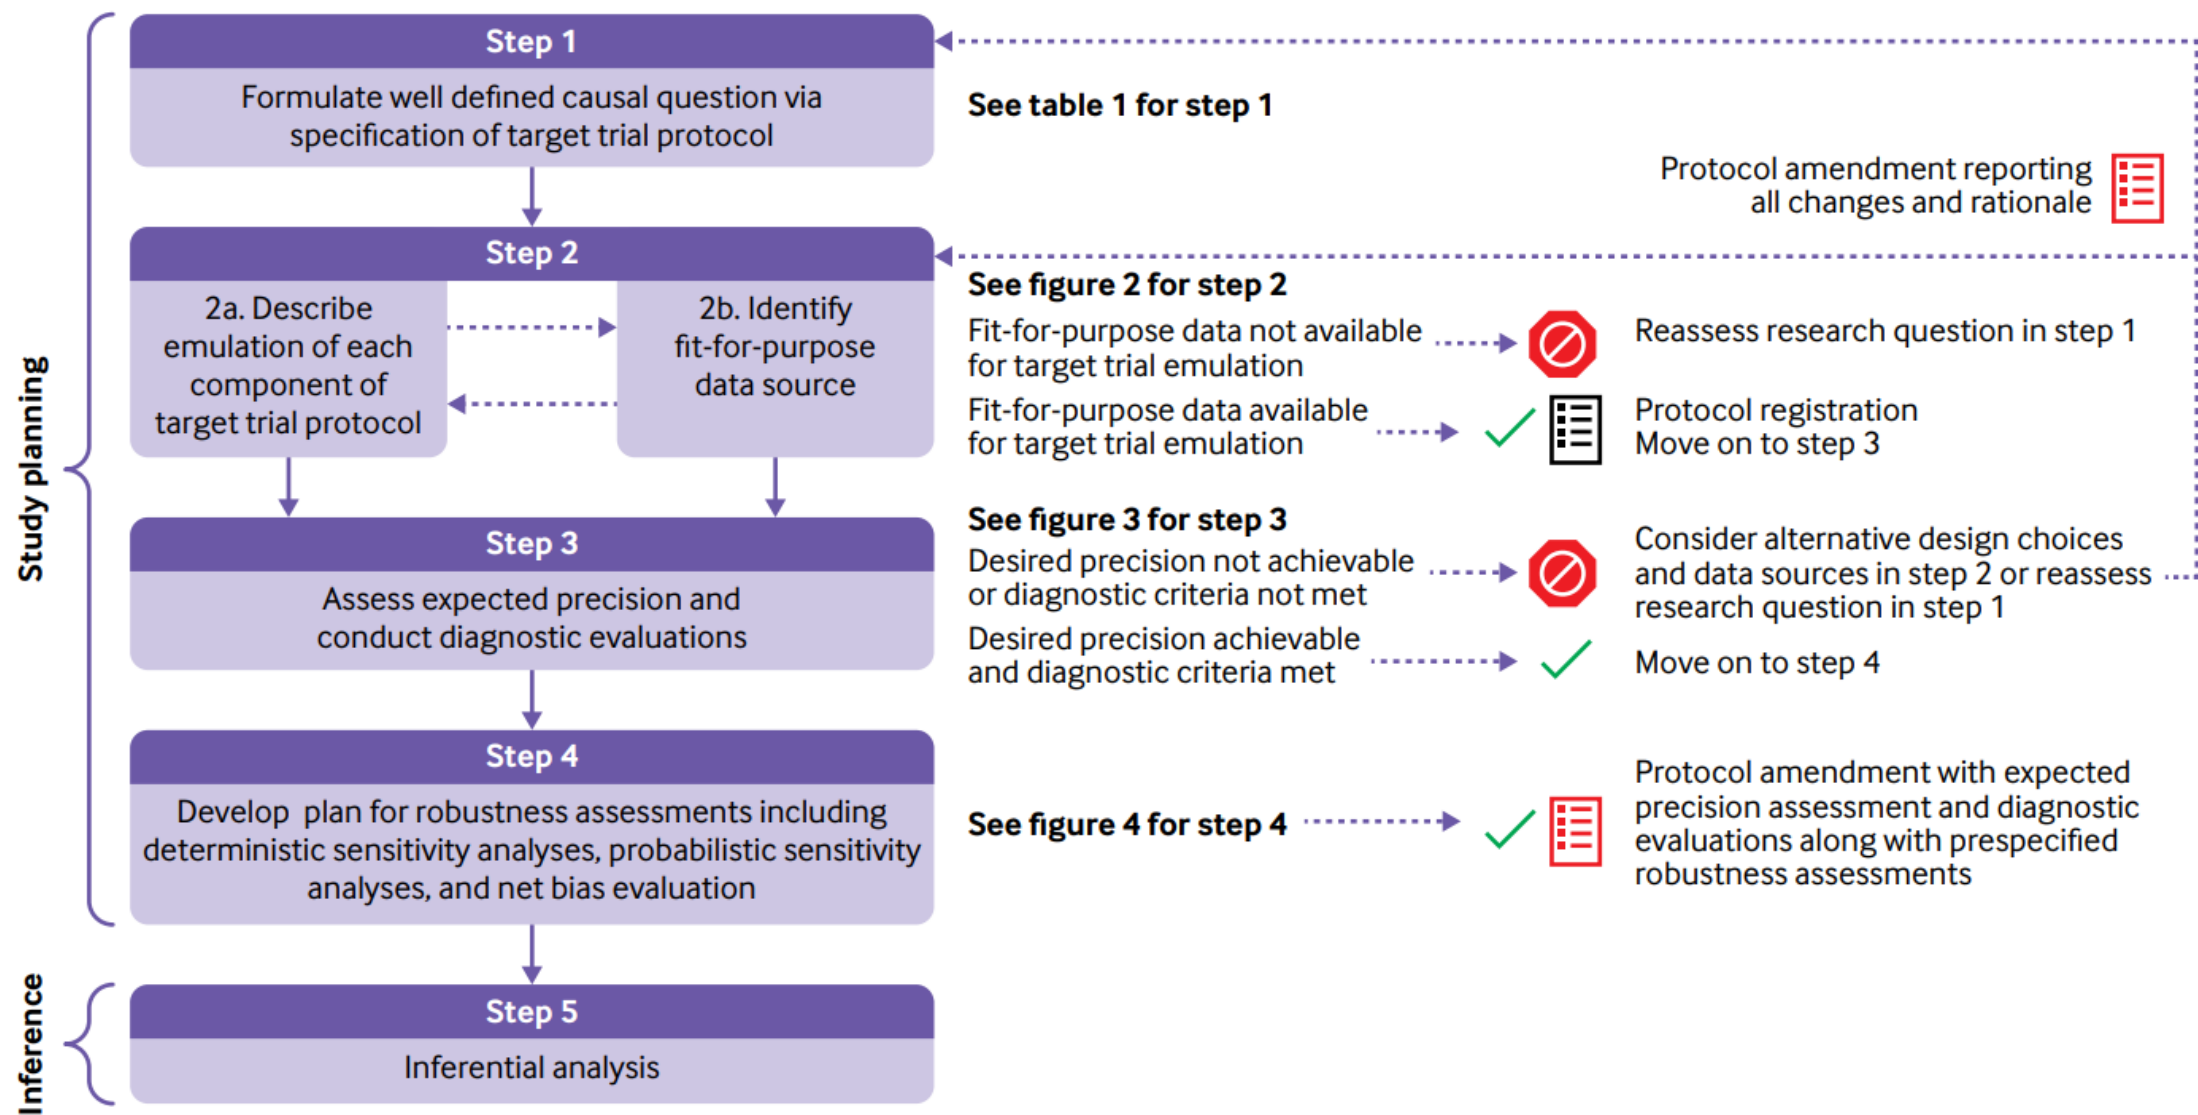 Study planning
Step 1
Formulate well defined causal question via
specification of target trial protocol
See table 1 for step 1
Protocol amendment reporting
all changes and rationale
Step 2
2a. Describe
emulation of each
component of
target trial protocol
2b. Identify
fit-for-purpose
data source
See figure 2 for step 2
Fit-for-purpose data not available
for target trial emulation
Reassess research question in step 1
Fit-for-purpose data available
for target trial emulation
Protocol registration
Move on to step 3
Step 3
Assess expected precision and
conduct diagnostic evaluations
See figure 3 for step 3
Desired precision not achievable
or diagnostic criteria not met
Consider alternative design choices
and data sources in step 2 or reassess
research question in step 1
Desired precision achievable
and diagnostic criteria met
Move on to step 4
Step 4
Develop plan for robustness assessments including
deterministic sensitivity analyses, probabilistic sensitivity
analyses, and net bias evaluation
See figure 4 for step 4
Protocol amendment with expected
precision assessment and diagnostic
evaluations along with prespecified
robustness assessments
Inference
Step 5
Inferential analysis